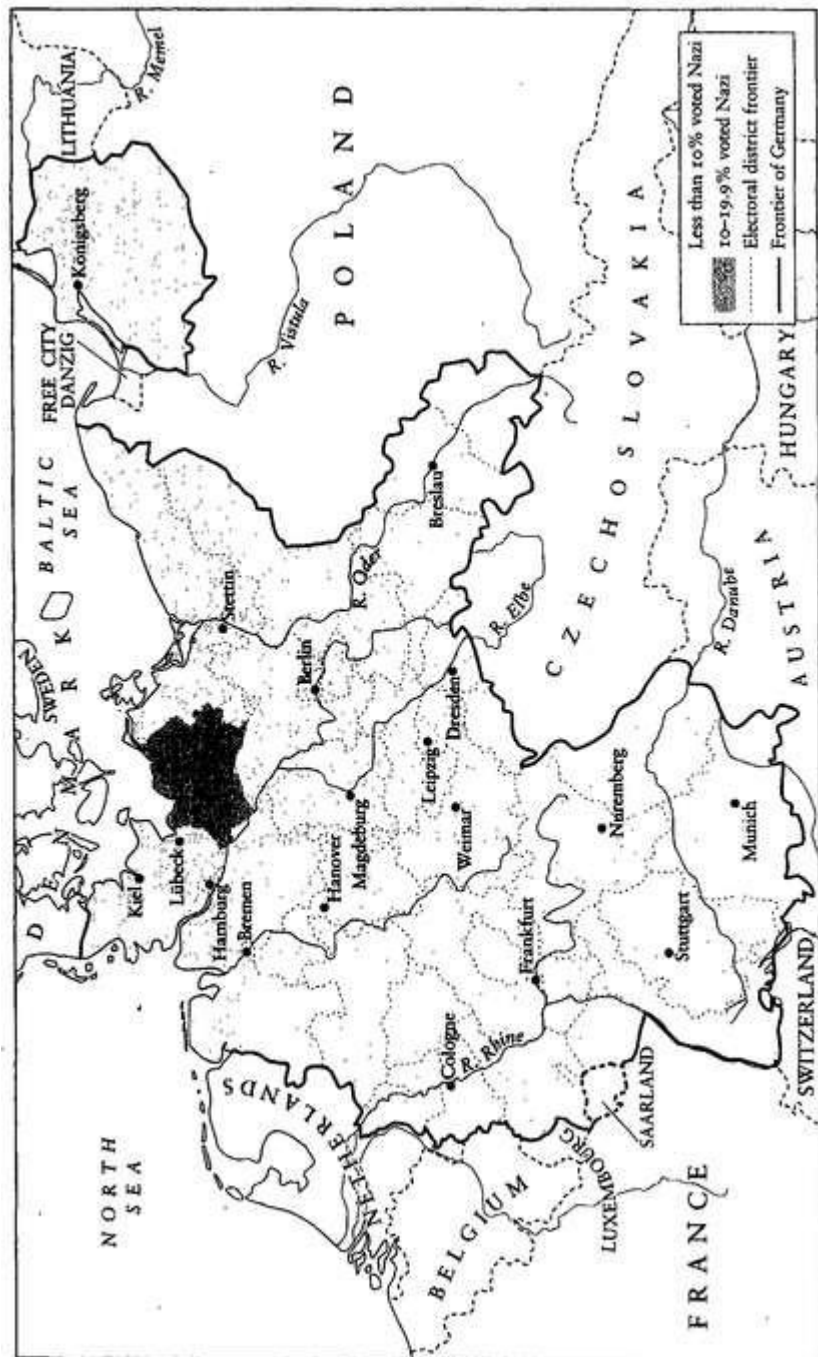 NORTH
SEA
DENMARK
SWEDEN
BALTIC
SEA
FREE CITY
DANZIG
LITHUANIA
R. Memel
Königsberg
Kiel
Lübeck
Hamburg
Bremen
Stettin
NETHERLANDS
Hanover
Magdeburg
Berlin
R. Oder
R. Vistula
POLAND
BELGIUM
Cologne
R. Rhine
Weimar
Leipzig
Dresden
Breslau
R. Elbe
LUXEMBOURG
SAARLAND
Frankfurt
Nuremberg
CZECHOSLOVAKIA
FRANCE
Stuttgart
Munich
R. Danube
SWITZERLAND
AUSTRIA
HUNGARY
Less than 10% voted Nazi
10–19.9% voted Nazi
Electoral district frontier
Frontier of Germany